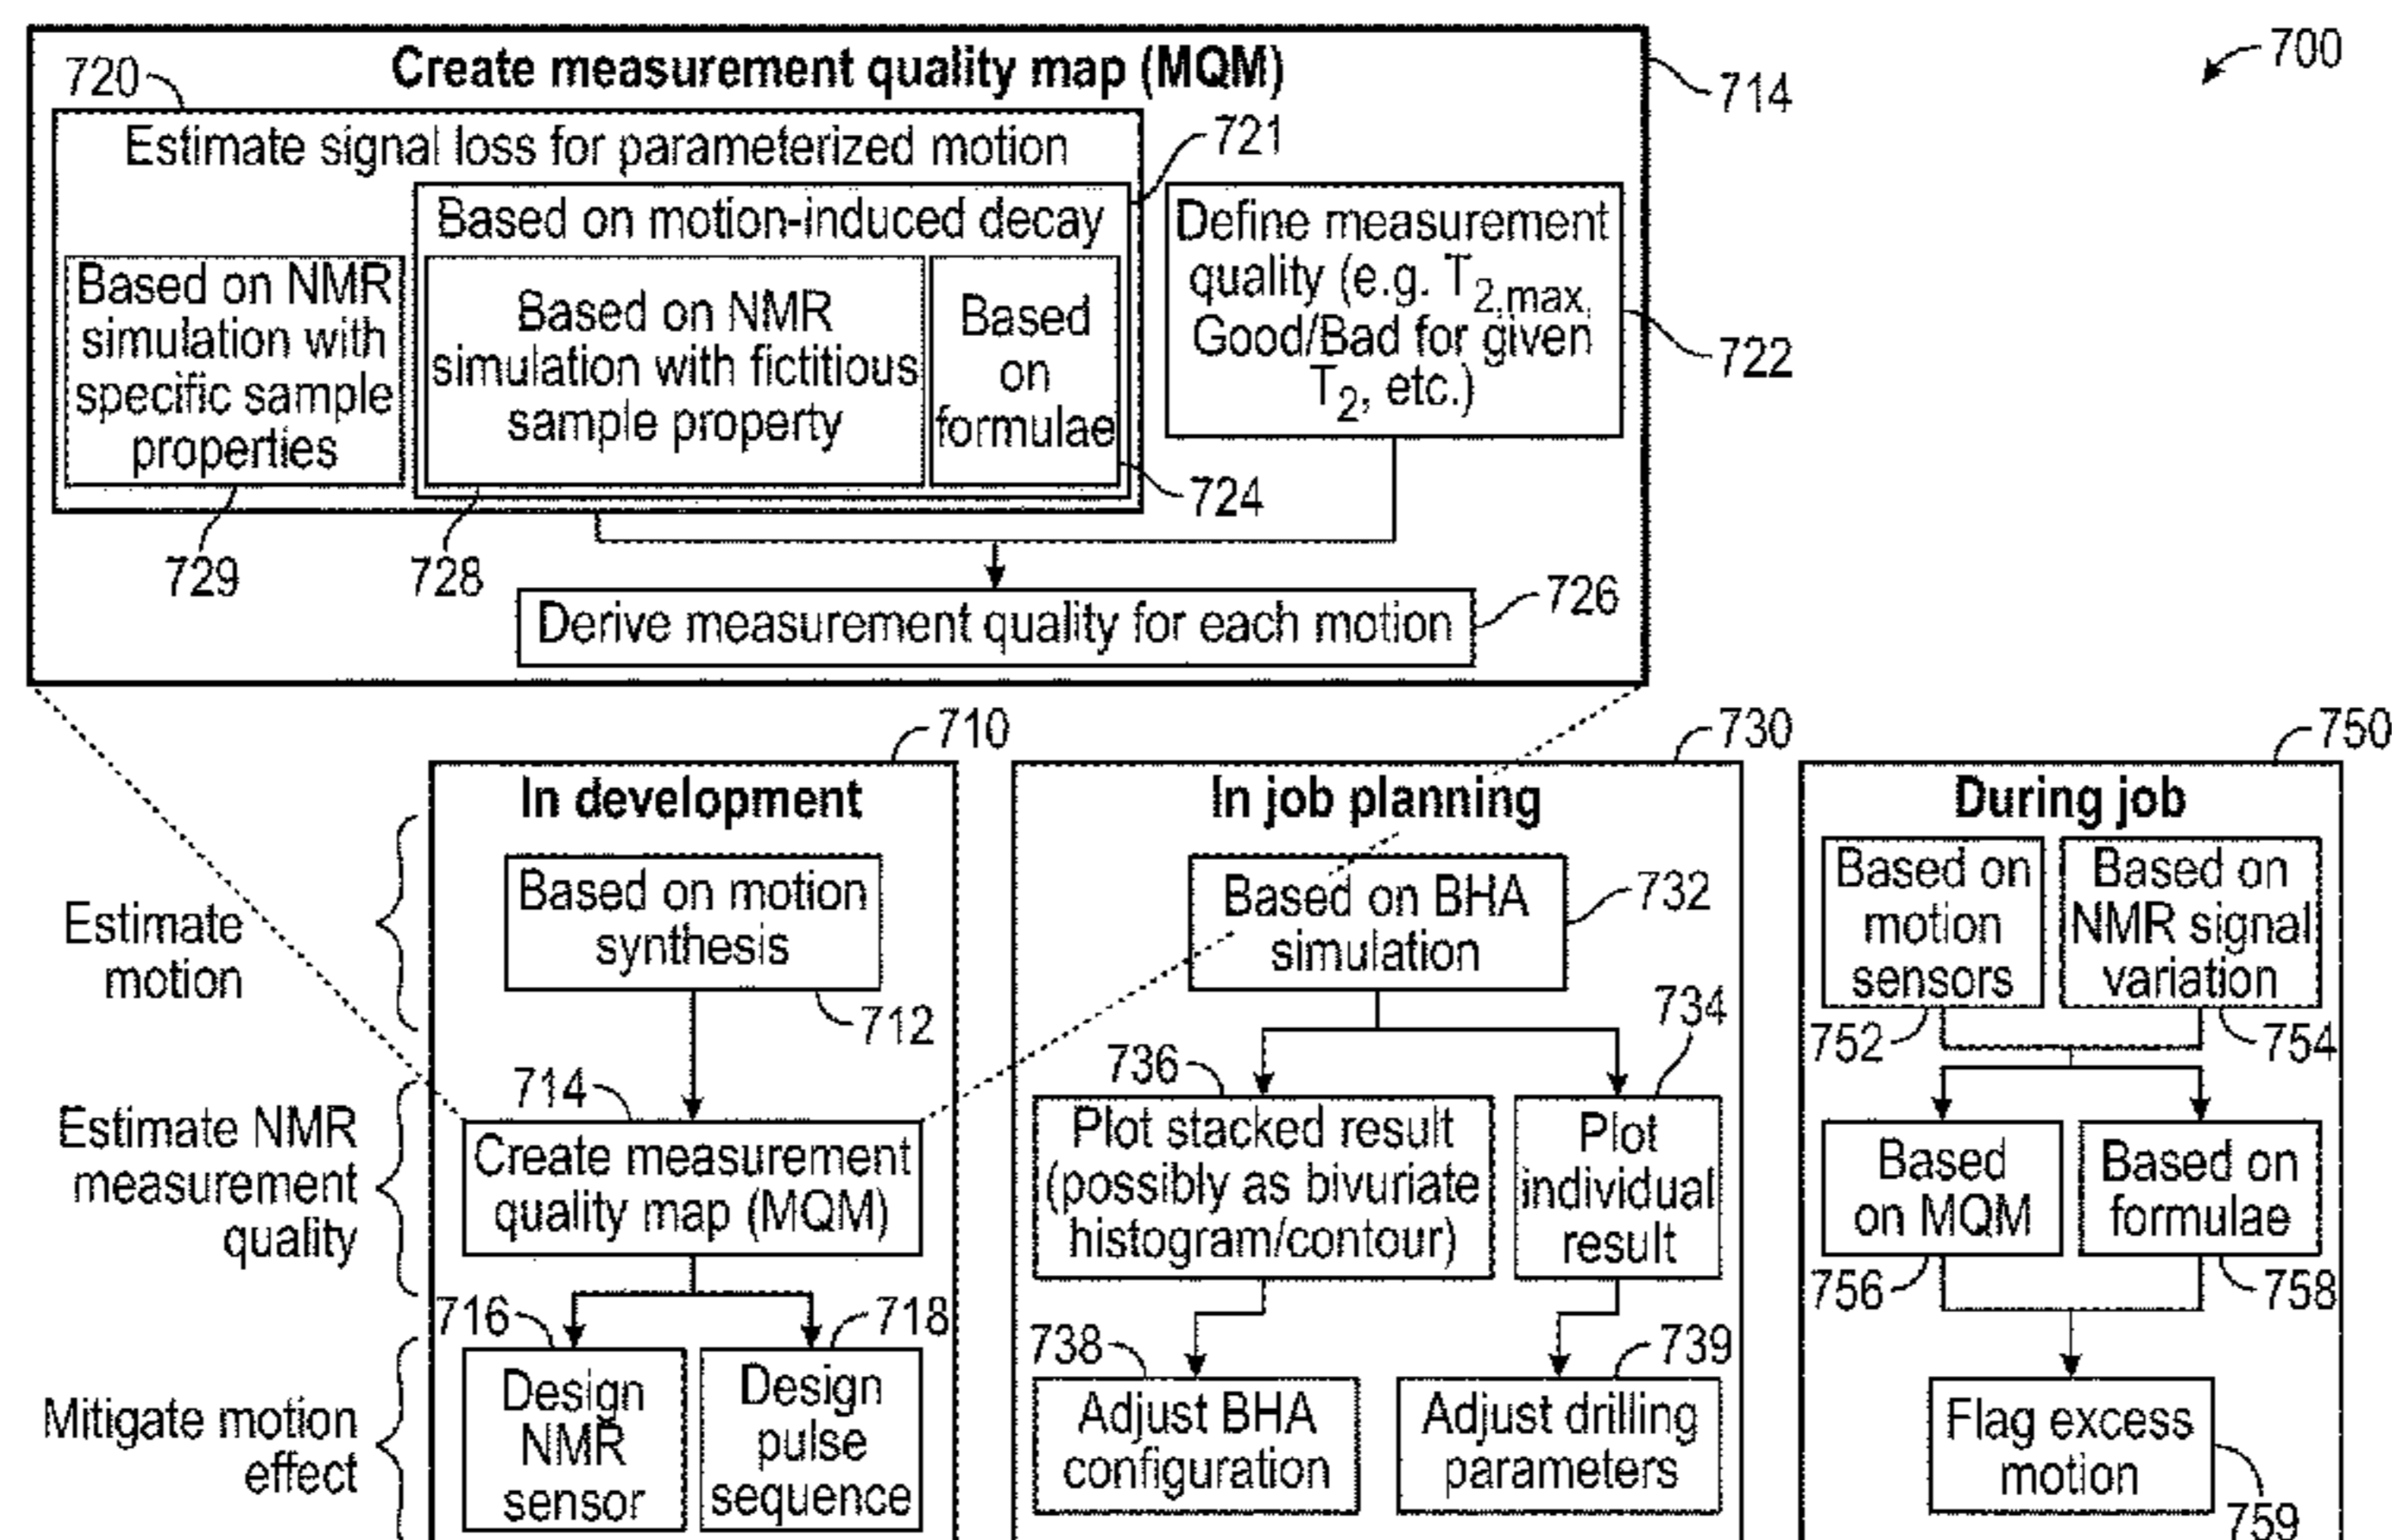 700
Create measurement quality map (MQM)
714
720
Estimate signal loss for parameterized motion
721
Based on motion-induced decay
Based on NMR
simulation with
specific sample
properties
729
Based on NMR
simulation with fictitious
sample property
728
Based
on
formulae
724
Define measurement
quality (e.g. T2,max,
Good/Bad for given
T2, etc.)
722
Derive measurement quality for each motion
726
Estimate
motion
Estimate NMR
measurement
quality
Mitigate motion
effect
710
In development
Based on motion
synthesis
712
714
Create measurement
quality map (MQM)
716
Design
NMR
sensor
718
Design
pulse
sequence
730
In job planning
Based on BHA
simulation
732
736
Plot stacked result
(possibly as bivuriate
histogram/contour)
734
Plot
individual
result
738
Adjust BHA
configuration
739
Adjust drilling
parameters
750
During job
Based on
motion
sensors
752
Based on
NMR signal
variation
754
Based
on MQM
756
Based on
formulae
758
Flag excess
motion
759